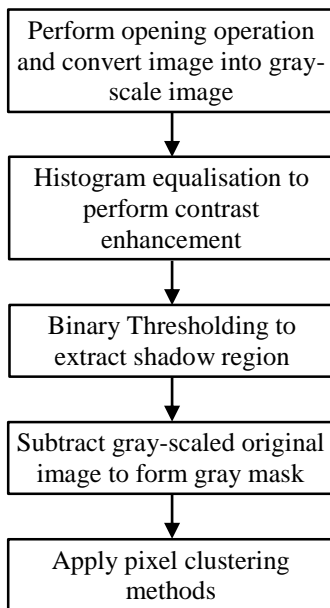 Perform opening operation
and convert image into gray-
scale image
Histogram equalisation to
perform contrast
enhancement
Binary Thresholding to
extract shadow region
Subtract gray-scaled original
image to form gray mask
Apply pixel clustering
methods